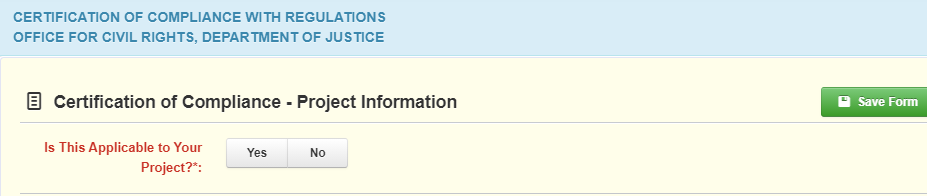 CERTIFICATION OF COMPLIANCE WITH REGULATIONS
OFFICE FOR CIVIL RIGHTS, DEPARTMENT OF JUSTICE
Certification of Compliance - Project Information
Save Form
Is This Applicable to Your
Project?*:
Yes
No